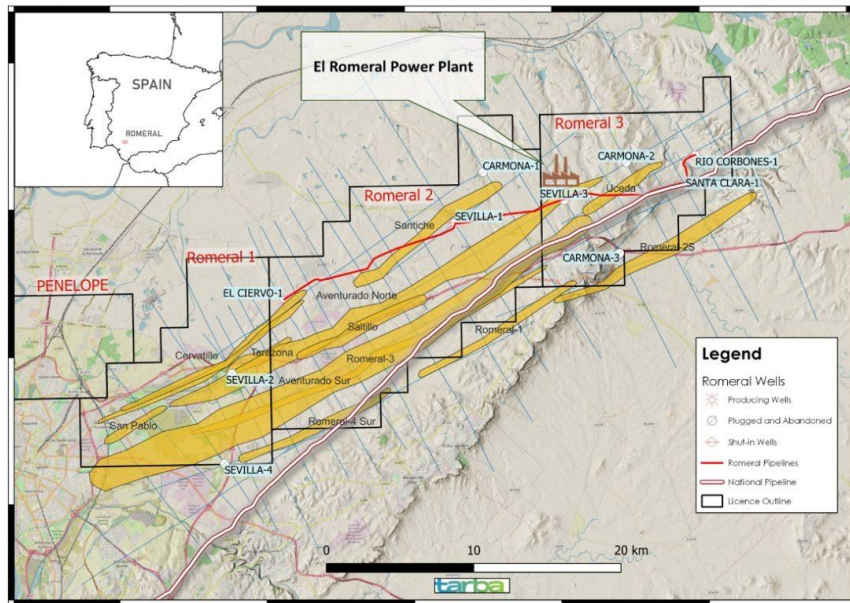 SPAIN
ROMERAL
El Romeral Power Plant
Romeral 3
CARMONA-1
CARMONA-2
RIO CORBONES-1
SEVILLA-3
Uceda
SANTA CLARA-1
Romeral 2
Santiche
SEVILLA-1
Romeral-2S
Romeral 1
CARMONA-3
PENELOPE
EL CIERVO-1
Aventurado Norte
Saltillo
Romeral-1
Cervatillo
Tarazona
Romeral-3
SEVILLA-2
Aventurado Sur
San Pablo
Romeral-4 Sur
SEVILLA-4
Legend
Romeral Wells
Producing Wells
Plugged and Abandoned
Shut-in Wells
Romeral Pipelines
National Pipeline
Licence Outline
0 10 20 km
tarba